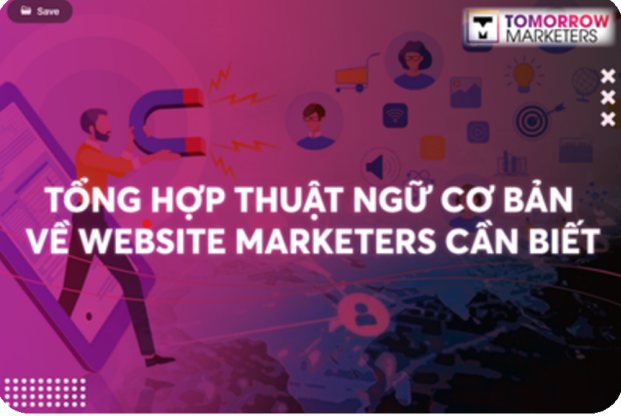 Save
TOMORROW
MARKETERS
TỔNG HỢP THUẬT NGỮ CƠ BẢN
VỀ WEBSITE MARKETERS CẦN BIẾT